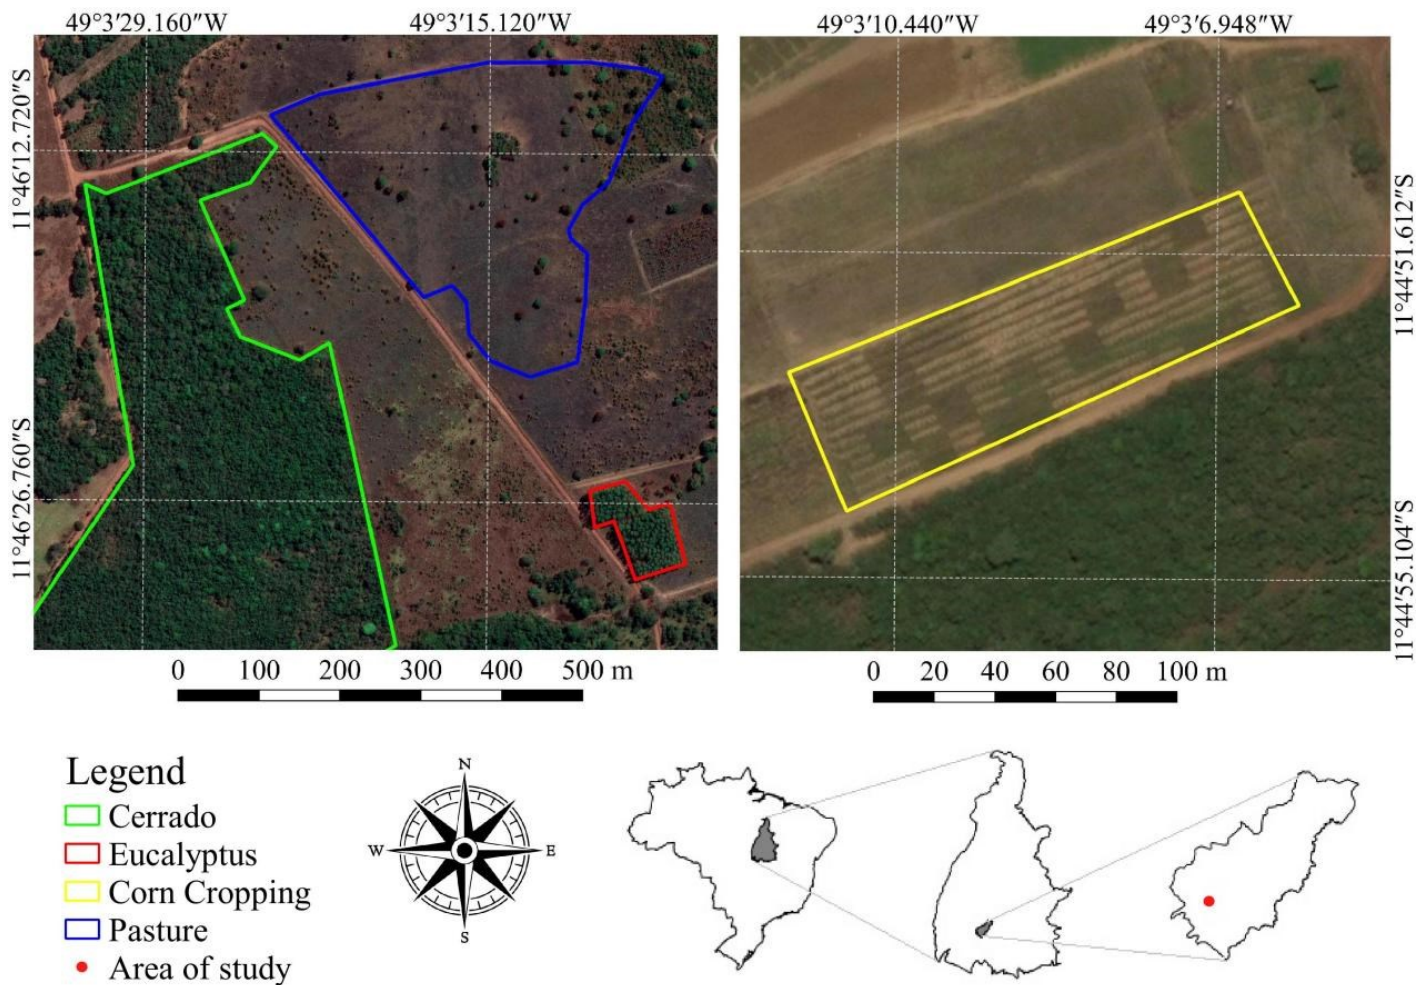 49°3′29.160″W 49°3′15.120″W
49°3′10.440″W 49°3′6.948″W
11°46′12.720″S
11°46′26.760″S
11°44′51.612″S
11°44′55.104″S
0 100 200 300 400 500 m
0 20 40 60 80 100 m
Legend
Cerrado
Eucalyptus
Corn Cropping
Pasture
Area of study
N
W E
S